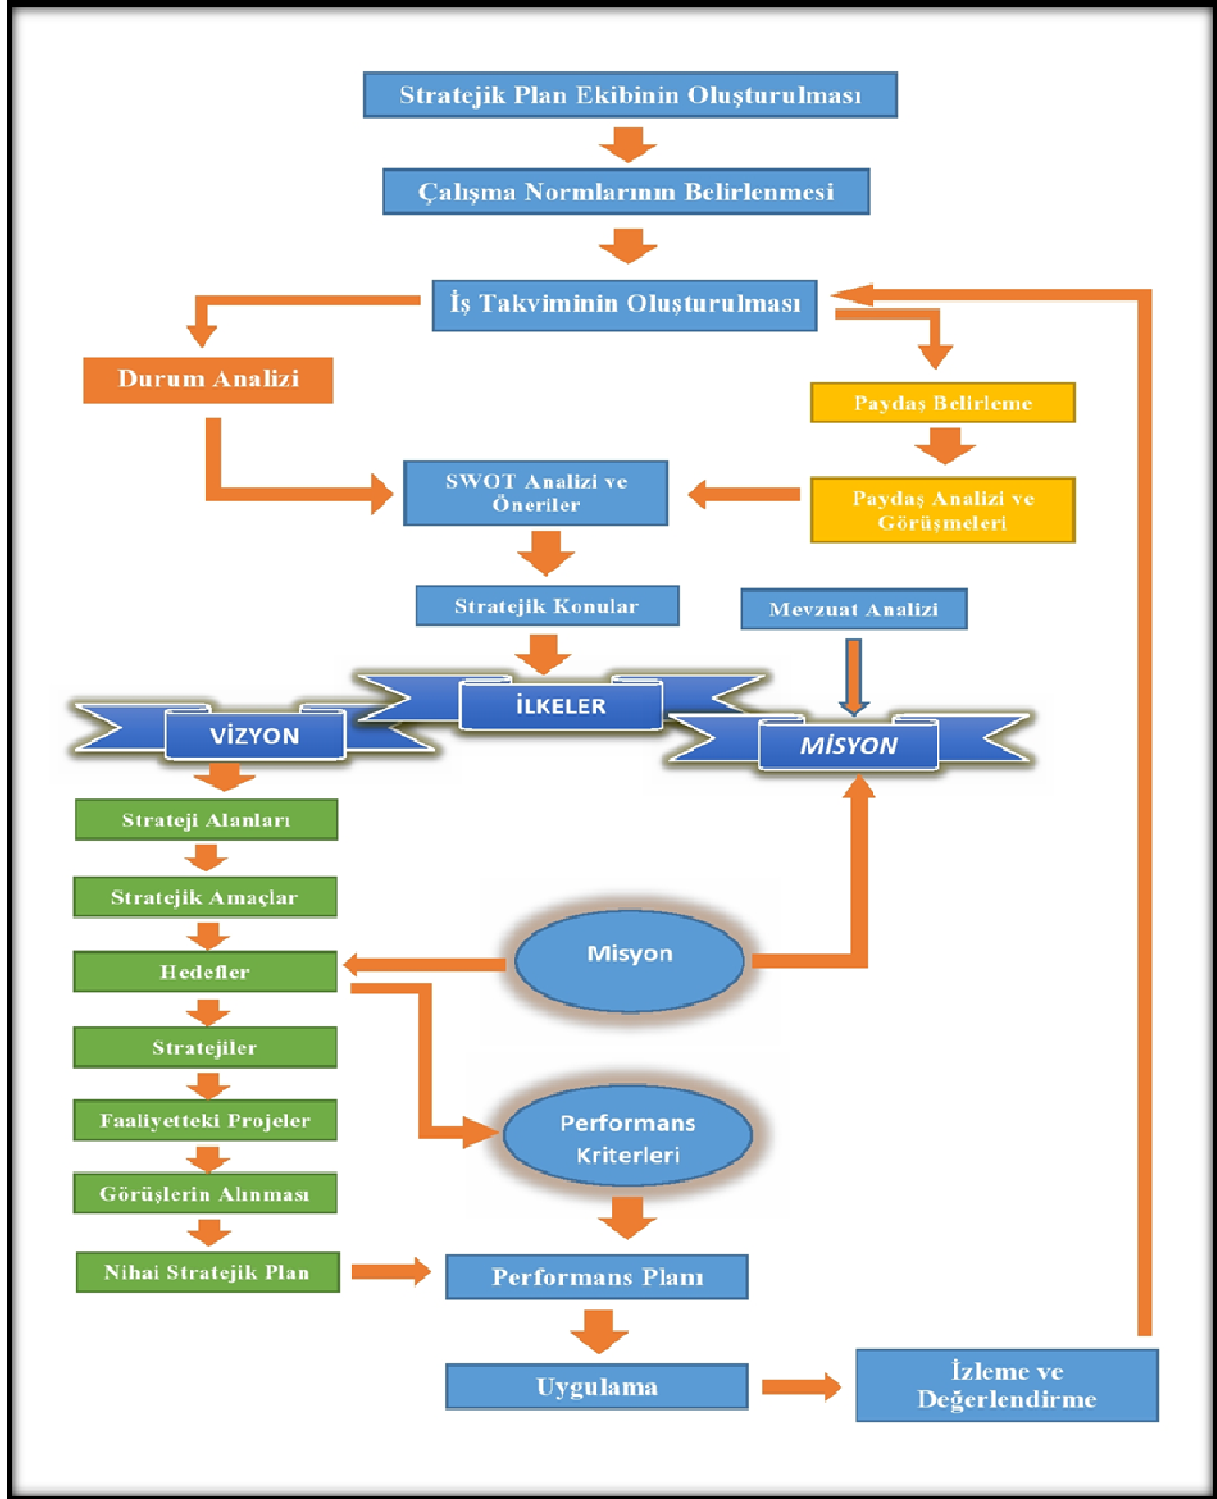 Stratejik Plan Ekibinin Oluşturulması
Çalışma Normlarının Belirlenmesi
İş Takviminin Oluşturulması
Durum Analizi
Paydaş Belirleme
SWOT Analizi ve
Öneriler
Paydaş Analizi ve
Görüşmeleri
Stratejik Konular
Mevzuat Analizi
İLKELER
VİZYON
MİSYON
Strateji Alanları
Stratejik Amaçlar
Hedefler
Misyon
Stratejiler
Faaliyetteki Projeler
Performans
Kriterleri
Görüşlerin Alınması
Nihai Stratejik Plan
Performans Planı
Uygulama
İzleme ve
Değerlendirme